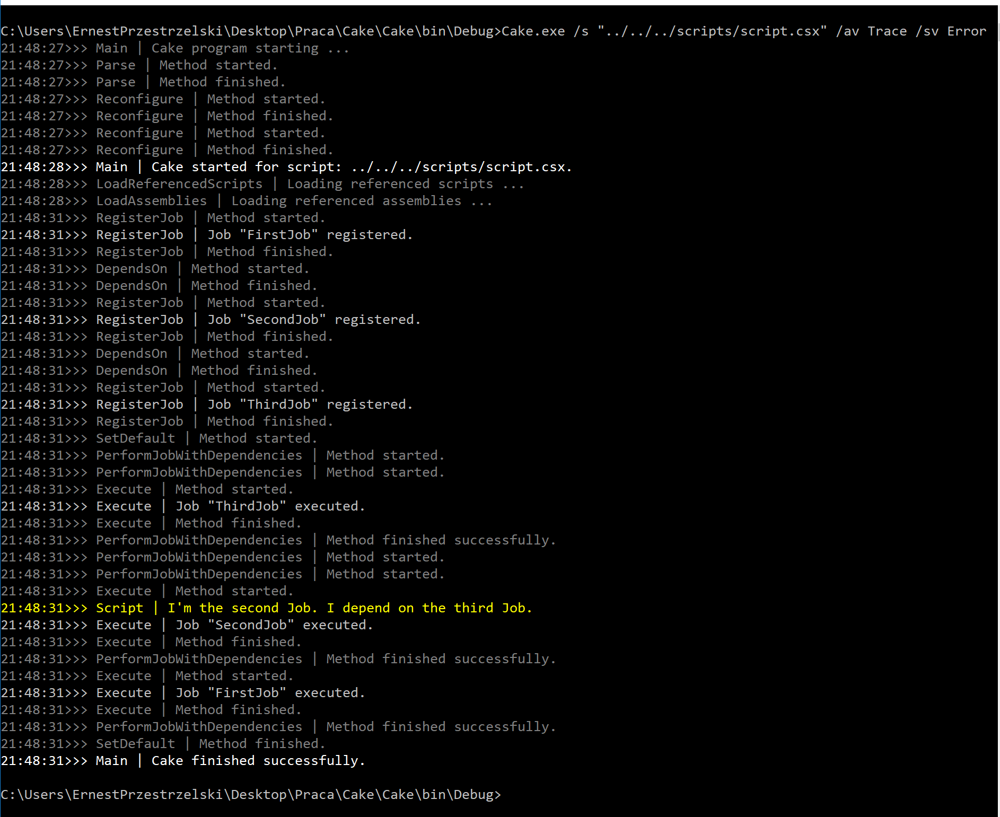 C:\Users\ErnestPrzestrzelski\Desktop\Praca\Cake\Cake\bin\Debug>Cake.exe /s "../../../scripts/script.csx" /av Trace /sv Error
21:48:27>>> Main | Cake program starting ...
21:48:27>>> Parse | Method started.
21:48:27>>> Parse | Method finished.
21:48:27>>> Reconfigure | Method started.
21:48:27>>> Reconfigure | Method finished.
21:48:27>>> Reconfigure | Method started.
21:48:27>>> Reconfigure | Method finished.
21:48:28>>> Main | Cake started for script: ../../../scripts/script.csx.
21:48:28>>> LoadReferencedScripts | Loading referenced scripts ...
21:48:28>>> LoadAssemblies | Loading referenced assemblies ...
21:48:31>>> RegisterJob | Method started.
21:48:31>>> RegisterJob | Job "FirstJob" registered.
21:48:31>>> RegisterJob | Method finished.
21:48:31>>> DependsOn | Method started.
21:48:31>>> DependsOn | Method finished.
21:48:31>>> RegisterJob | Method started.
21:48:31>>> RegisterJob | Job "SecondJob" registered.
21:48:31>>> RegisterJob | Method finished.
21:48:31>>> DependsOn | Method started.
21:48:31>>> DependsOn | Method finished.
21:48:31>>> RegisterJob | Method started.
21:48:31>>> RegisterJob | Job "ThirdJob" registered.
21:48:31>>> RegisterJob | Method finished.
21:48:31>>> SetDefault | Method started.
21:48:31>>> PerformJobWithDependencies | Method started.
21:48:31>>> PerformJobWithDependencies | Method started.
21:48:31>>> Execute | Method started.
21:48:31>>> Execute | Job "ThirdJob" executed.
21:48:31>>> Execute | Method finished.
21:48:31>>> PerformJobWithDependencies | Method finished successfully.
21:48:31>>> PerformJobWithDependencies | Method started.
21:48:31>>> PerformJobWithDependencies | Method started.
21:48:31>>> Execute | Method started.
21:48:31>>> Script | I'm the second Job. I depend on the third Job.
21:48:31>>> Execute | Job "SecondJob" executed.
21:48:31>>> Execute | Method finished.
21:48:31>>> PerformJobWithDependencies | Method finished successfully.
21:48:31>>> Execute | Method started.
21:48:31>>> Execute | Job "FirstJob" executed.
21:48:31>>> Execute | Method finished.
21:48:31>>> PerformJobWithDependencies | Method finished successfully.
21:48:31>>> SetDefault | Method finished.
21:48:31>>> Main | Cake finished successfully.
C:\Users\ErnestPrzestrzelski\Desktop\Praca\Cake\Cake\bin\Debug>